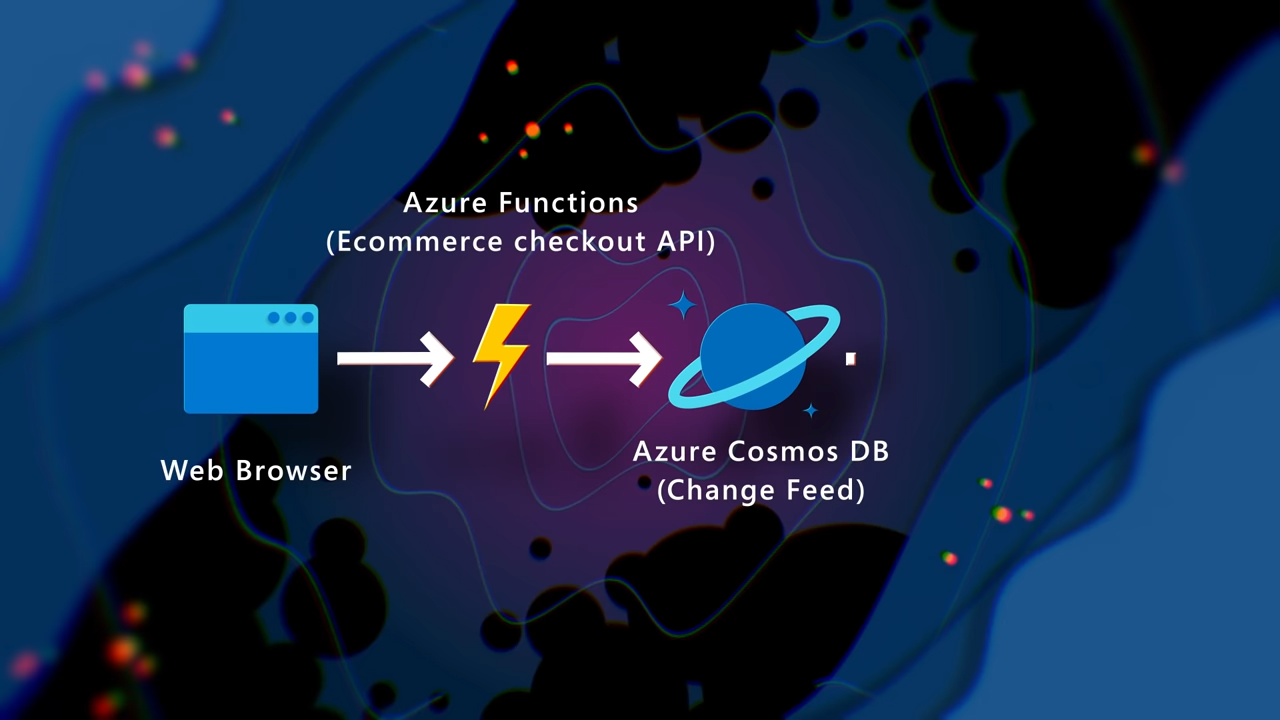 Azure Functions
(Ecommerce checkout API)
Web Browser
Azure Cosmos DB
(Change Feed)